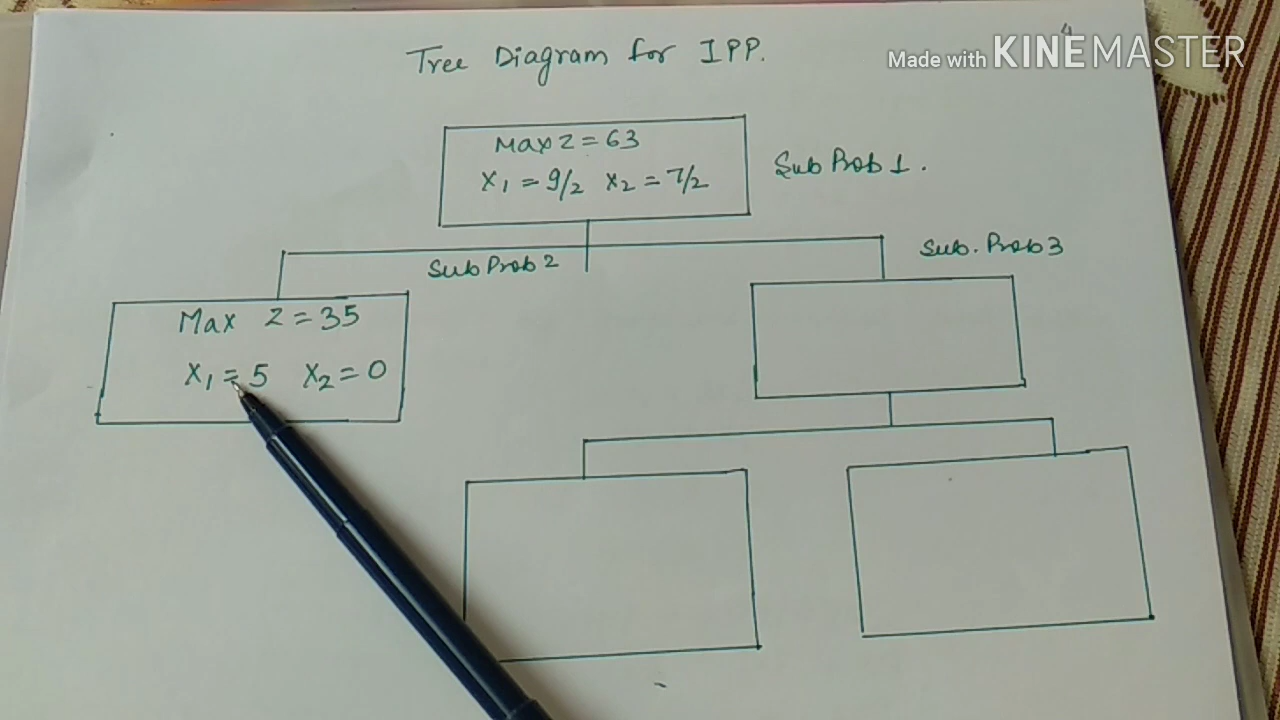 Tree Diagram for IPP.
Made with KINEMASTER
Max Z = 63
x1 = 9/2 x2 = 7/2
Sub Prob 1.
Sub Prob 2
Sub. Prob 3
Max Z = 35
x1 = 5 x2 = 0